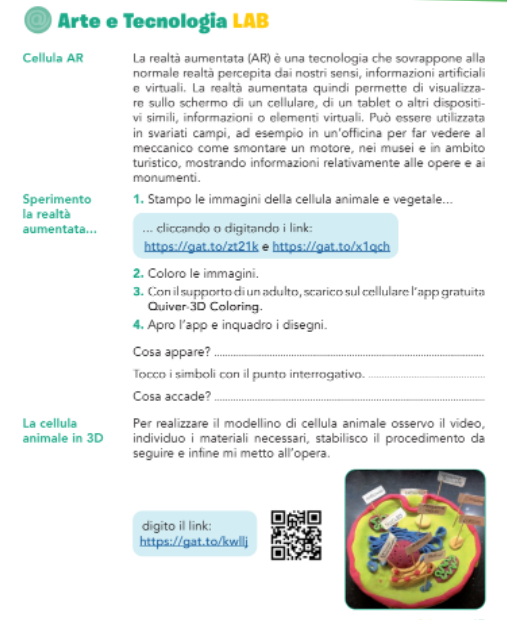 @ Arte e Tecnologia LAB
Cellula AR
La realtà aumentata (AR) è una tecnologia che sovrappone alla
normale realtà percepita dai nostri sensi, informazioni artificiali
e virtuali. La realtà aumentata quindi permette di visualizza-
re sullo schermo di un cellulare, di un tablet o altri dispositi-
vi simili, informazioni o elementi virtuali. Può essere utilizzata
in svariati campi, ad esempio in un'officina per far vedere al
meccanico come smontare un motore, nei musei e in ambito
turistico, mostrando informazioni relativamente alle opere e ai
monumenti.
Sperimento
la realtà
aumentata...
1. Stampo le immagini della cellula animale e vegetale...
... cliccando o digitando i link:
https://gat.to/zt21k e https://gat.to/x1qch
2. Coloro le immagini.
3. Con il supporto di un adulto, scarico sul cellulare l'app gratuita
Quiver-3D Coloring.
4. Apro l'app e inquadro i disegni.
Cosa appare?
Tocco i simboli con il punto interrogativo.
Cosa accade?
La cellula
animale in 3D
Per realizzare il modellino di cellula animale osservo il video,
individuo i materiali necessari, stabilisco il procedimento da
seguire e infine mi metto all'opera.
digito il link:
https://gat.to/kwllj